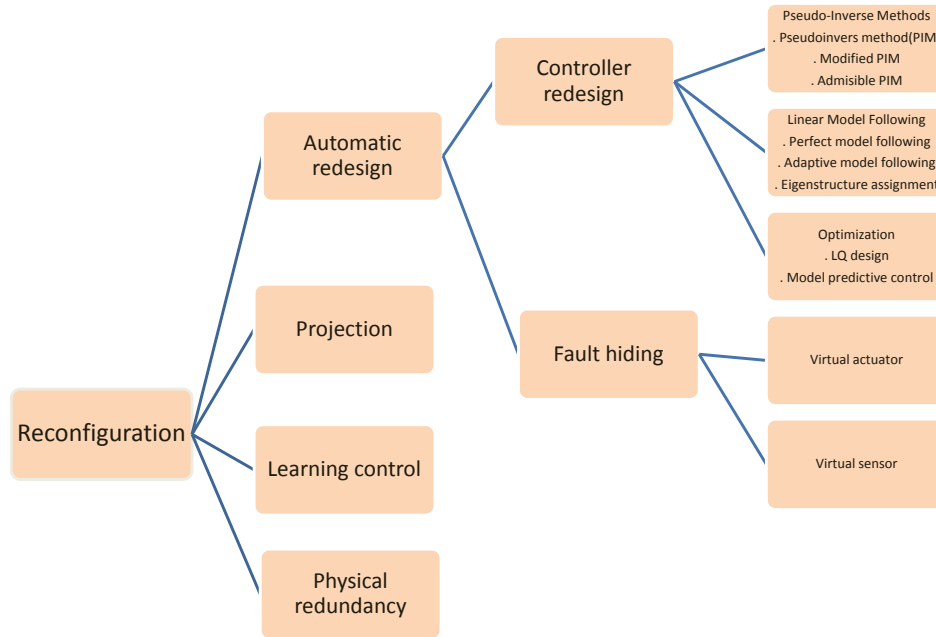 Reconfiguration
Automatic
redesign
Projection
Learning control
Physical
redundancy
Controller
redesign
Fault hiding
Pseudo-Inverse Methods
. Pseudoinvers method(PIM
. Modified PIM
. Admisible PIM
Linear Model Following
. Perfect model following
. Adaptive model following
. Eigenstructure assignment
Optimization
. LQ design
. Model predictive control
Virtual actuator
Virtual sensor